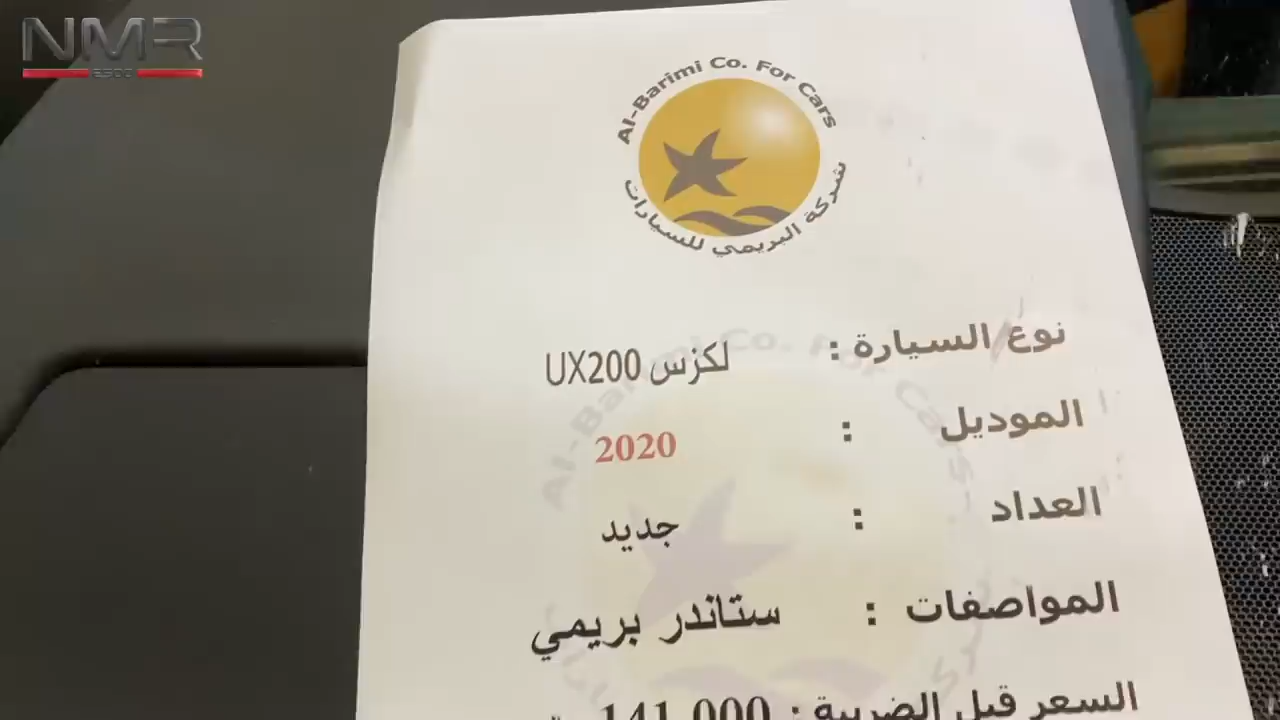 NMR
Al-Barimi Co. For Cars
شركة البريمي للسيارات
نوع السيارة : لكزس UX200
الموديل : 2020
العداد : جديد
المواصفات : ستاندر بريمي
السعر قبل الضريبة : 141,000